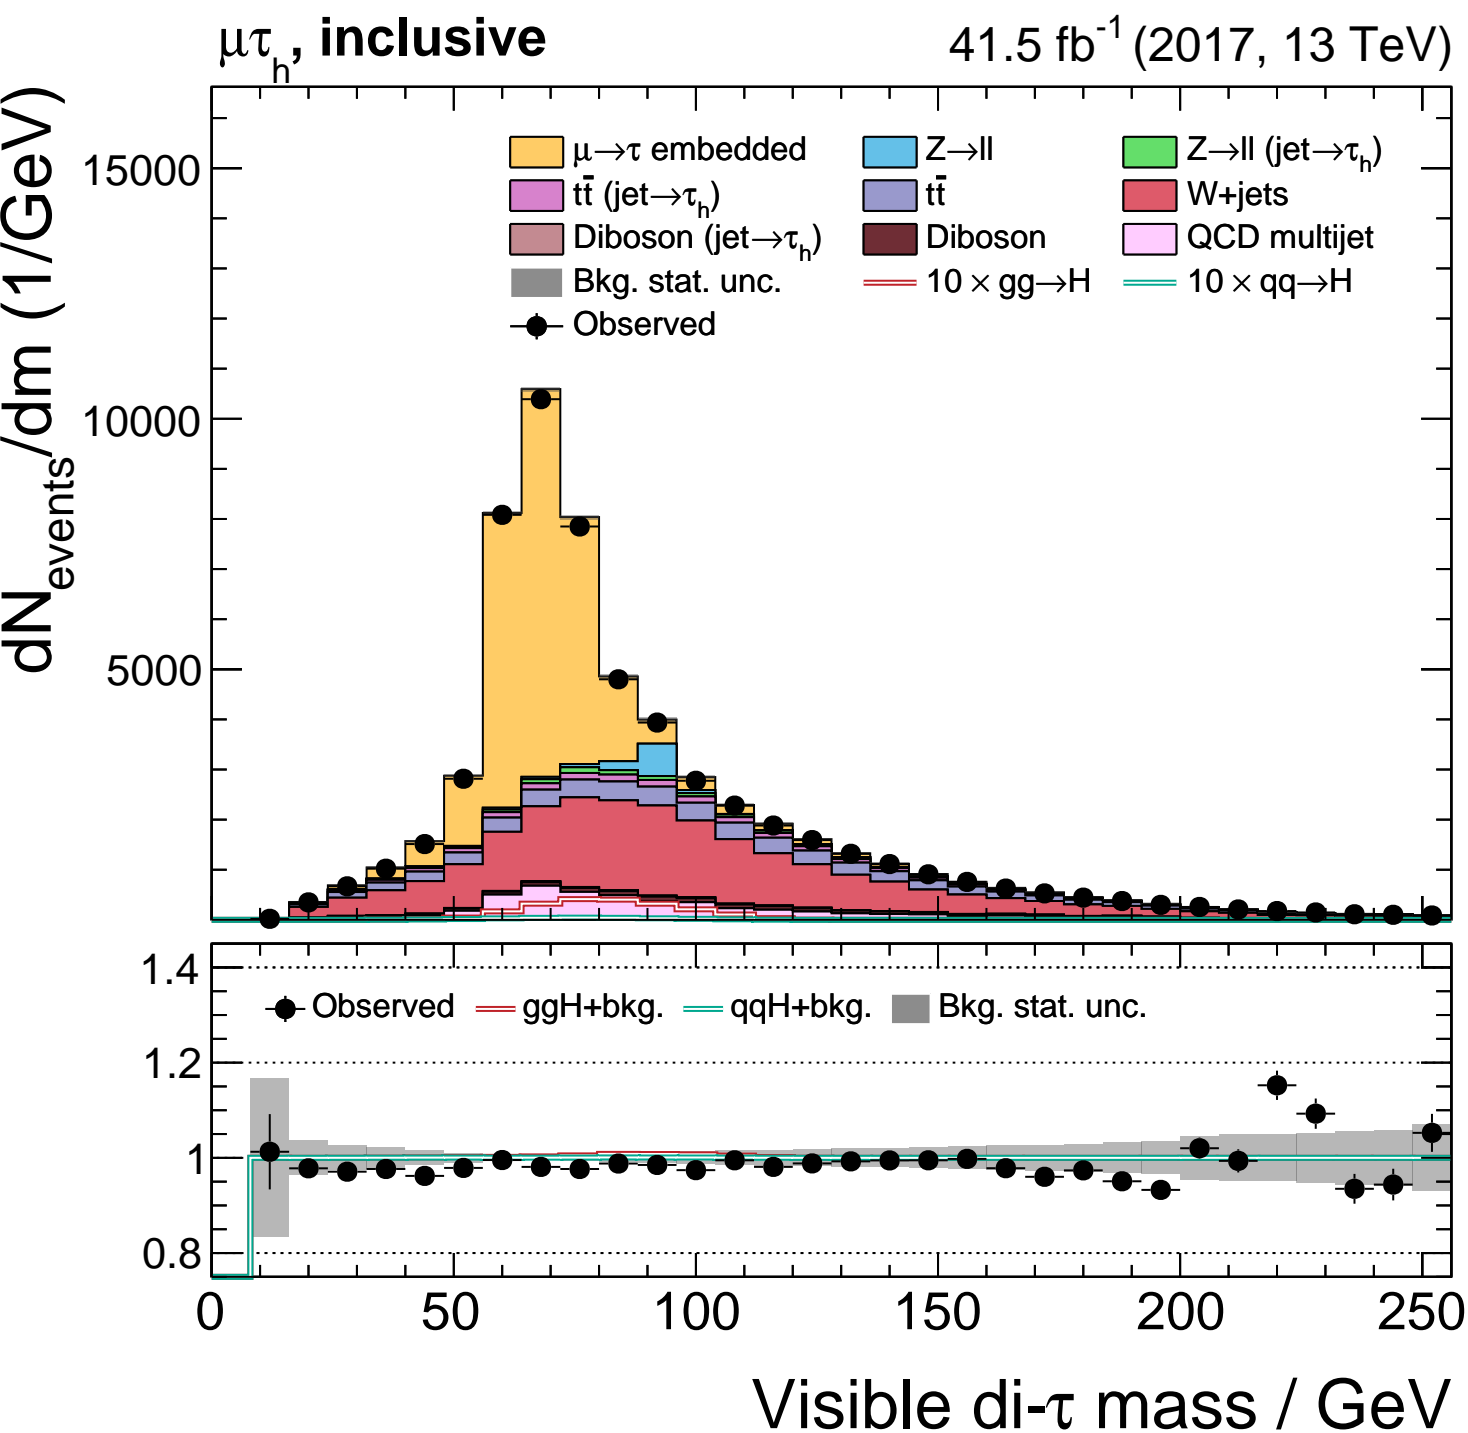 μτh, inclusive 41.5 fb-1 (2017, 13 TeV)
dNevents/dm (1/GeV)
15000
10000
5000
μ→τ embedded Z→ll Z→ll (jet→τh)
tt̄ (jet→τh) tt̄ W+jets
Diboson (jet→τh) Diboson QCD multijet
Bkg. stat. unc. 10 × gg→H 10 × qq→H
Observed
1.4
1.2
1
0.8
Observed ggH+bkg. qqH+bkg. Bkg. stat. unc.
0 50 100 150 200 250
Visible di-τ mass / GeV